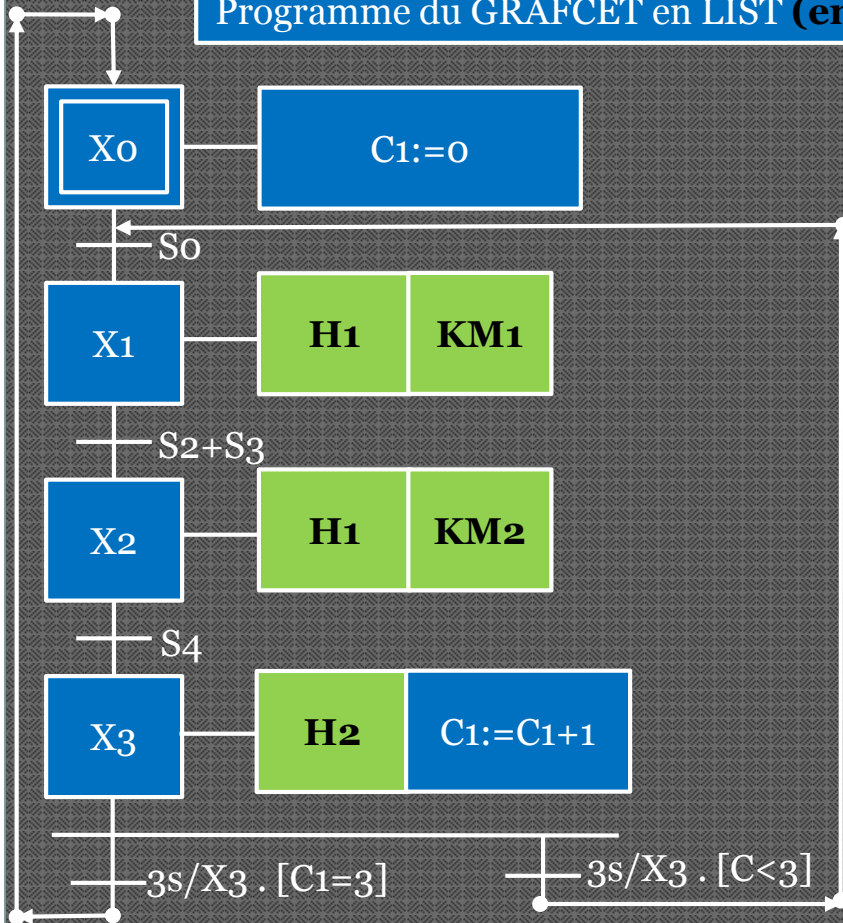 Programme du GRAFCET en LIST (en
X0
C1:=0
S0
X1
H1
KM1
S2+S3
X2
H1
KM2
S4
X3
H2
C1:=C1+1
3s/X3 . [C1=3]
3s/X3 . [C<3]